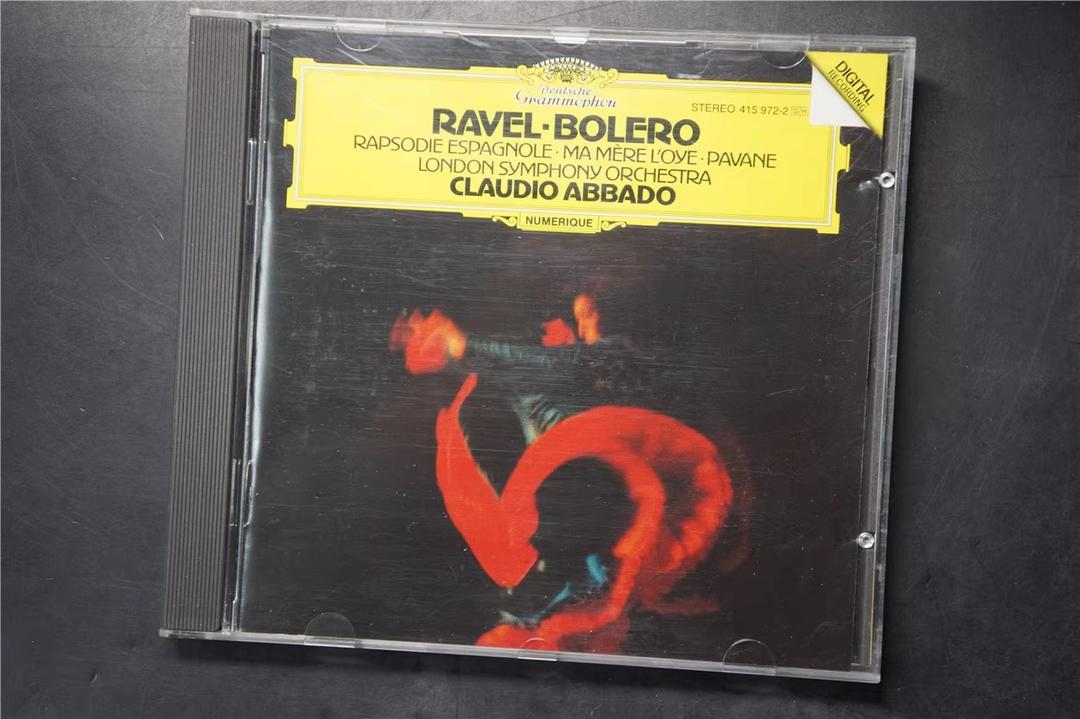 Deutsche
Grammophon
DIGITAL
RECORDING
STEREO 415 972-2 GH
RAVEL·BOLERO
RAPSODIE ESPAGNOLE · MA MÈRE L'OYE · PAVANE
LONDON SYMPHONY ORCHESTRA
CLAUDIO ABBADO
NUMERIQUE